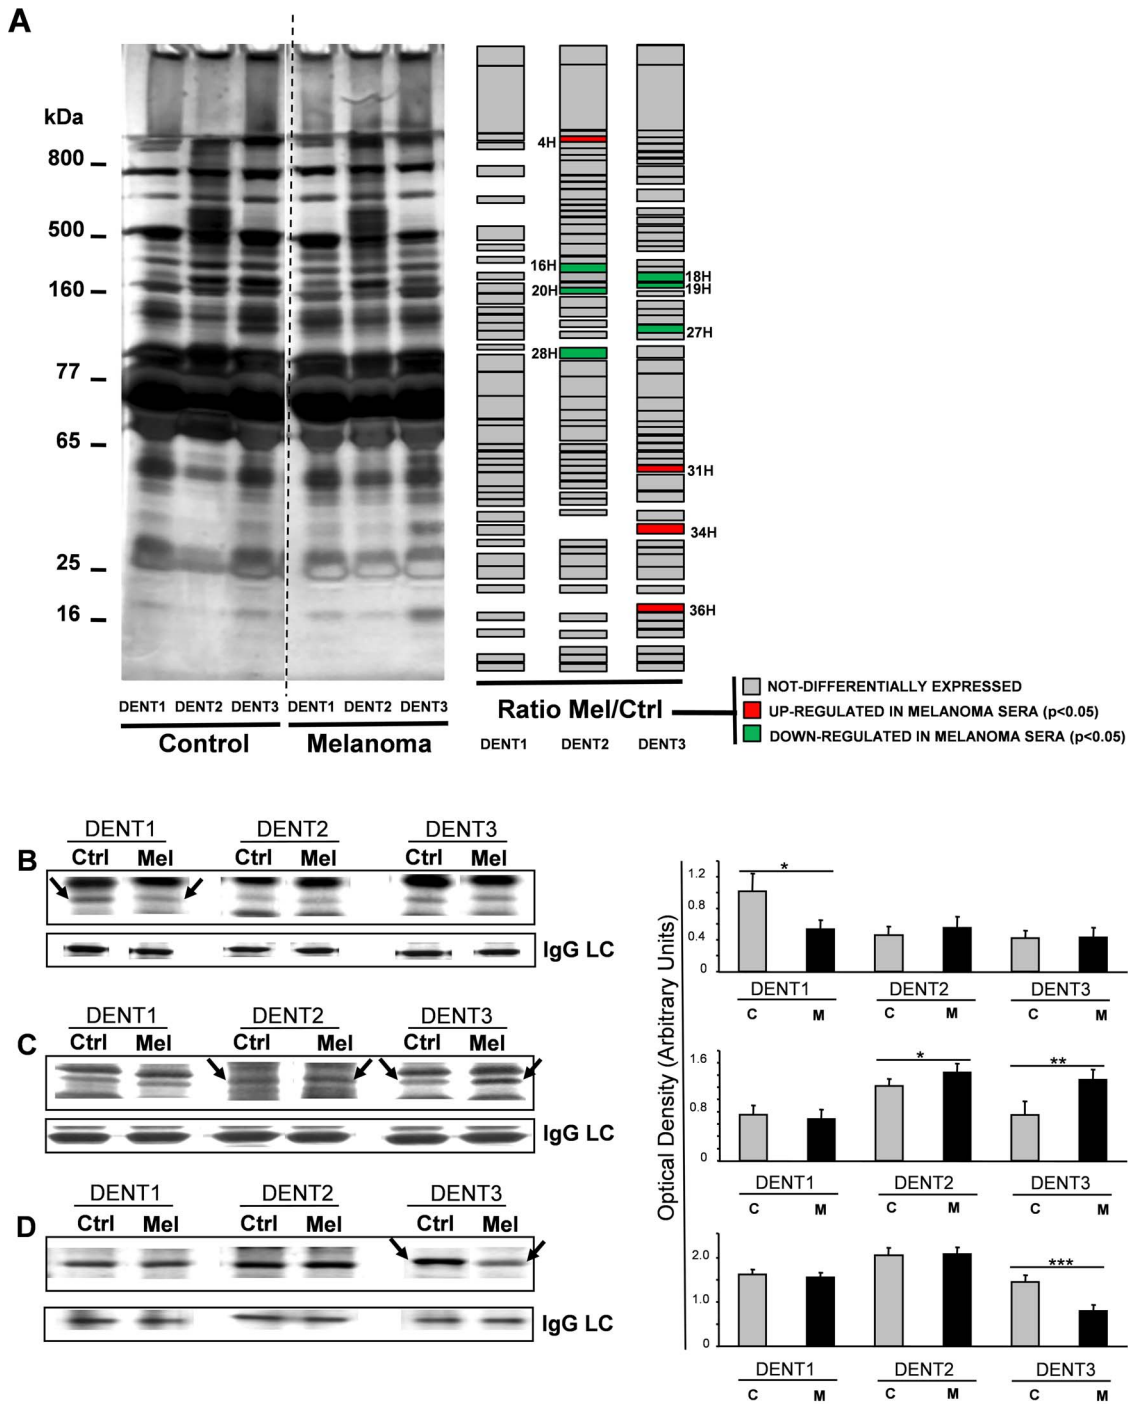 A
kDa
800
500
160
77
65
25
16
4H
16H
18H
20H
19H
27H
28H
31H
34H
36H
DENT1 DENT2 DENT3 DENT1 DENT2 DENT3
Control Melanoma
Ratio Mel/Ctrl
DENT1 DENT2 DENT3
NOT-DIFFERENTIALLY EXPRESSED
UP-REGULATED IN MELANOMA SERA (p<0.05)
DOWN-REGULATED IN MELANOMA SERA (p<0.05)
B
DENT1 DENT2 DENT3
Ctrl Mel Ctrl Mel Ctrl Mel
IgG LC
C
DENT1 DENT2 DENT3
Ctrl Mel Ctrl Mel Ctrl Mel
IgG LC
D
DENT1 DENT2 DENT3
Ctrl Mel Ctrl Mel Ctrl Mel
IgG LC
Optical Density (Arbitrary Units)
1.2
0.8
0.4
0
*
DENT1 DENT2 DENT3
C M C M C M
1.6
0.8
0
* **
DENT1 DENT2 DENT3
C M C M C M
2.0
1.0
0
***
DENT1 DENT2 DENT3
C M C M C M